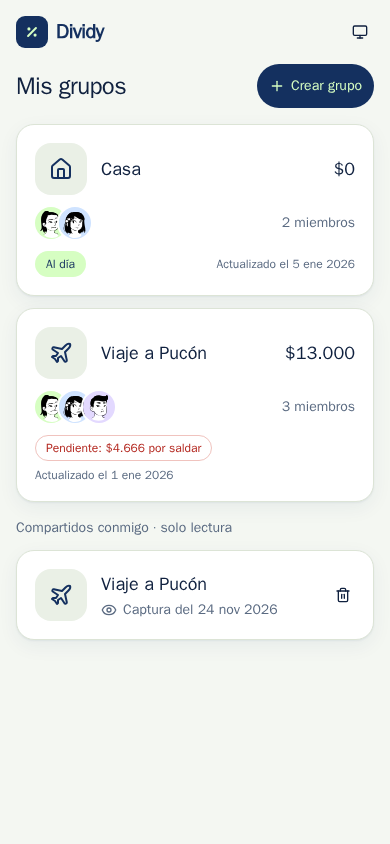 Dividy
Mis grupos
Crear grupo
Casa
$0
2 miembros
Al día
Actualizado el 5 ene 2026
Viaje a Pucón
$13.000
3 miembros
Pendiente: $4.666 por saldar
Actualizado el 1 ene 2026
Compartidos conmigo · solo lectura
Viaje a Pucón
Captura del 24 nov 2026